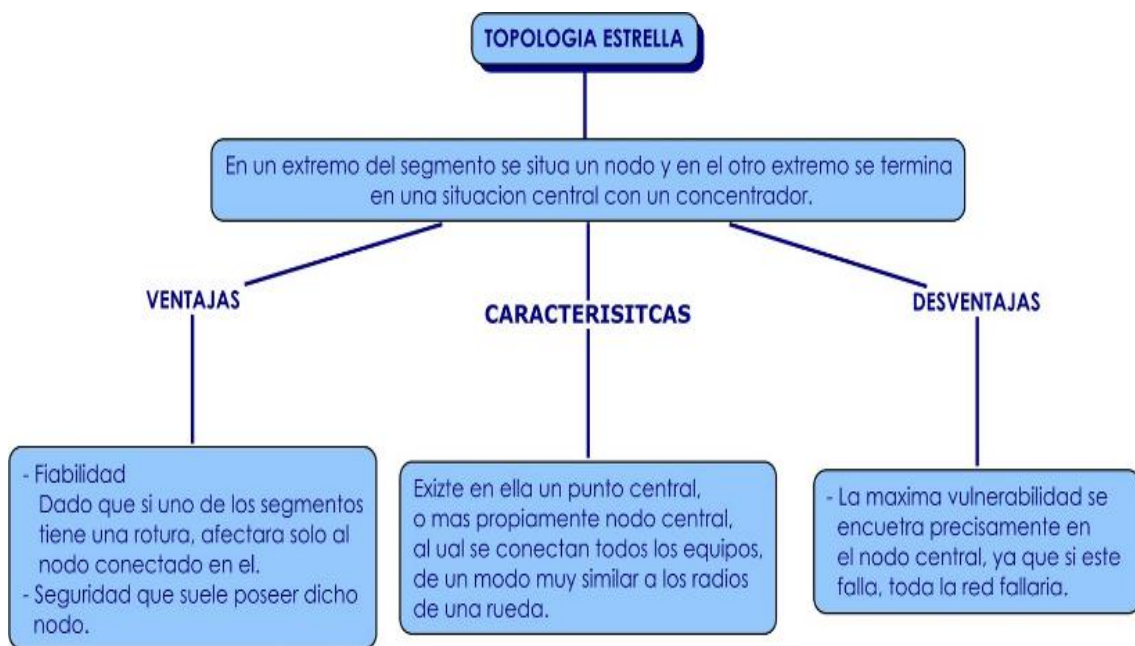 TOPOLOGIA ESTRELLA
En un extremo del segmento se situa un nodo y en el otro extremo se termina
en una situacion central con un concentrador.
VENTAJAS
CARACTERISITCAS
DESVENTAJAS
- Fiabilidad
Dado que si uno de los segmentos
tiene una rotura, afectara solo al
nodo conectado en el.
- Seguridad que suele poseer dicho
nodo.
Exizte en ella un punto central,
o mas propiamente nodo central,
al ual se conectan todos los equipos,
de un modo muy similar a los radios
de una rueda.
- La maxima vulnerabilidad se
encuetra precisamente en
el nodo central, ya que si este
falla, toda la red fallaria.